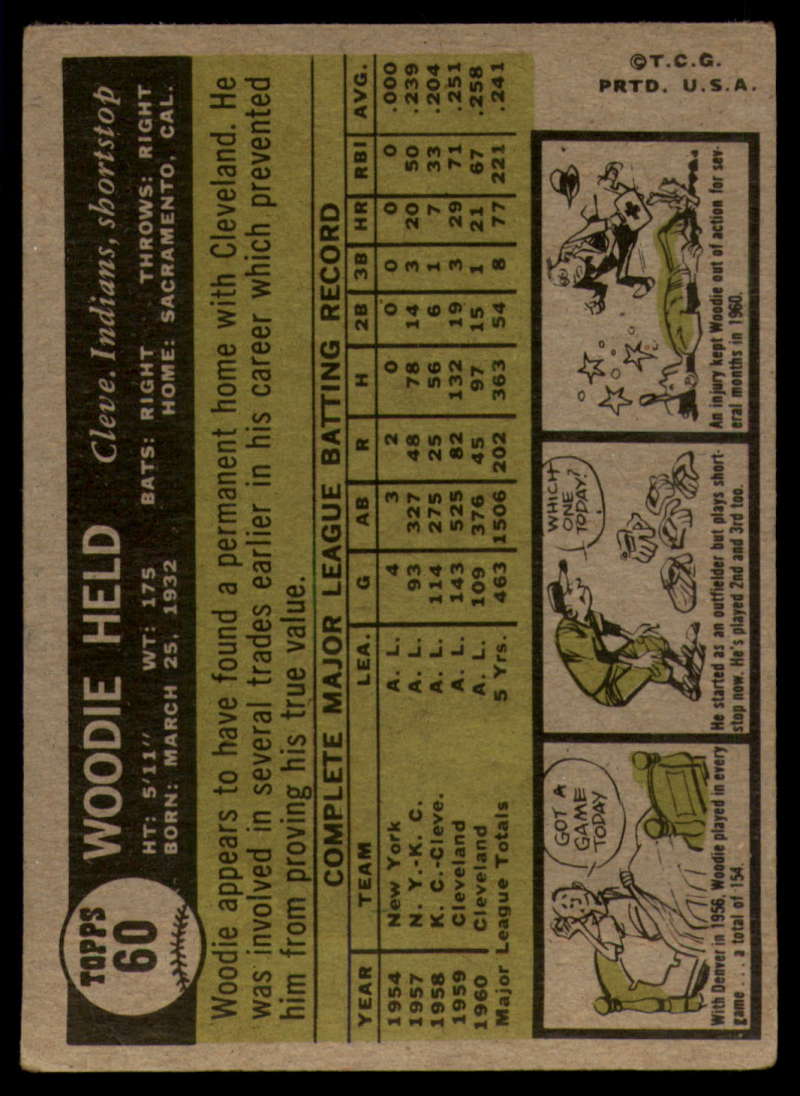 TOPPS
60
WOODIE HELD Cleve. Indians, shortstop
HT: 5'11" WT: 175 BATS: RIGHT THROWS: RIGHT
BORN: MARCH 25, 1932 HOME: SACRAMENTO, CAL.
Woodie appears to have found a permanent home with Cleveland. He
was involved in several trades earlier in his career which prevented
him from proving his true value.
COMPLETE MAJOR LEAGUE BATTING RECORD
YEAR TEAM LEA. G AB R H 2B 3B HR RBI AVG.
1954 New York A. L. 4 3 2 0 0 0 0 0 .000
1957 N. Y.-K. C. A. L. 93 327 48 78 14 3 20 50 .239
1958 K. C.-Cleve. A. L. 114 275 25 56 6 1 7 33 .204
1959 Cleveland A. L. 143 525 82 132 19 3 29 71 .251
1960 Cleveland A. L. 109 376 45 97 15 1 21 67 .258
Major League Totals 5 Yrs. 463 1506 202 363 54 8 77 221 .241
GOT A
GAME
TODAY
With Denver in 1956, Woodie played in every
game . . . a total of 154.
WHICH
ONE
TODAY?
He started as an outfielder but plays short-
stop now. He's played 2nd and 3rd too.
An injury kept Woodie out of action for sev-
eral months in 1960.
©T.C.G.
PRTD. U.S.A.